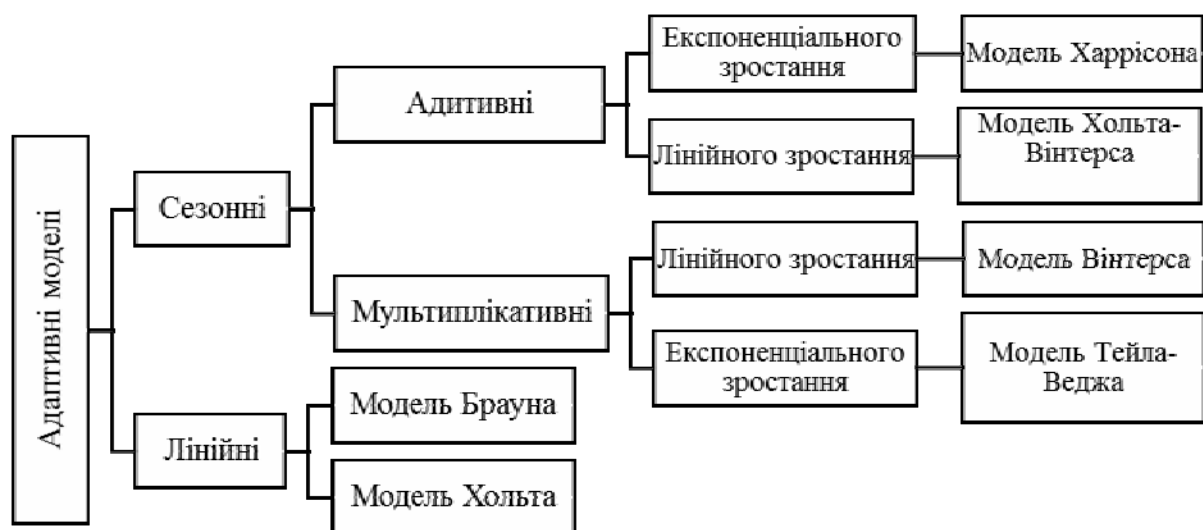 Адаптивні моделі
Сезонні
Адитивні
Експоненціального
зростання
Модель Харрісона
Лінійного зростання
Модель Хольта-
Вінтерса
Мультиплікативні
Лінійного зростання
Модель Вінтерса
Експоненціального
зростання
Модель Тейла-
Веджа
Лінійні
Модель Брауна
Модель Хольта